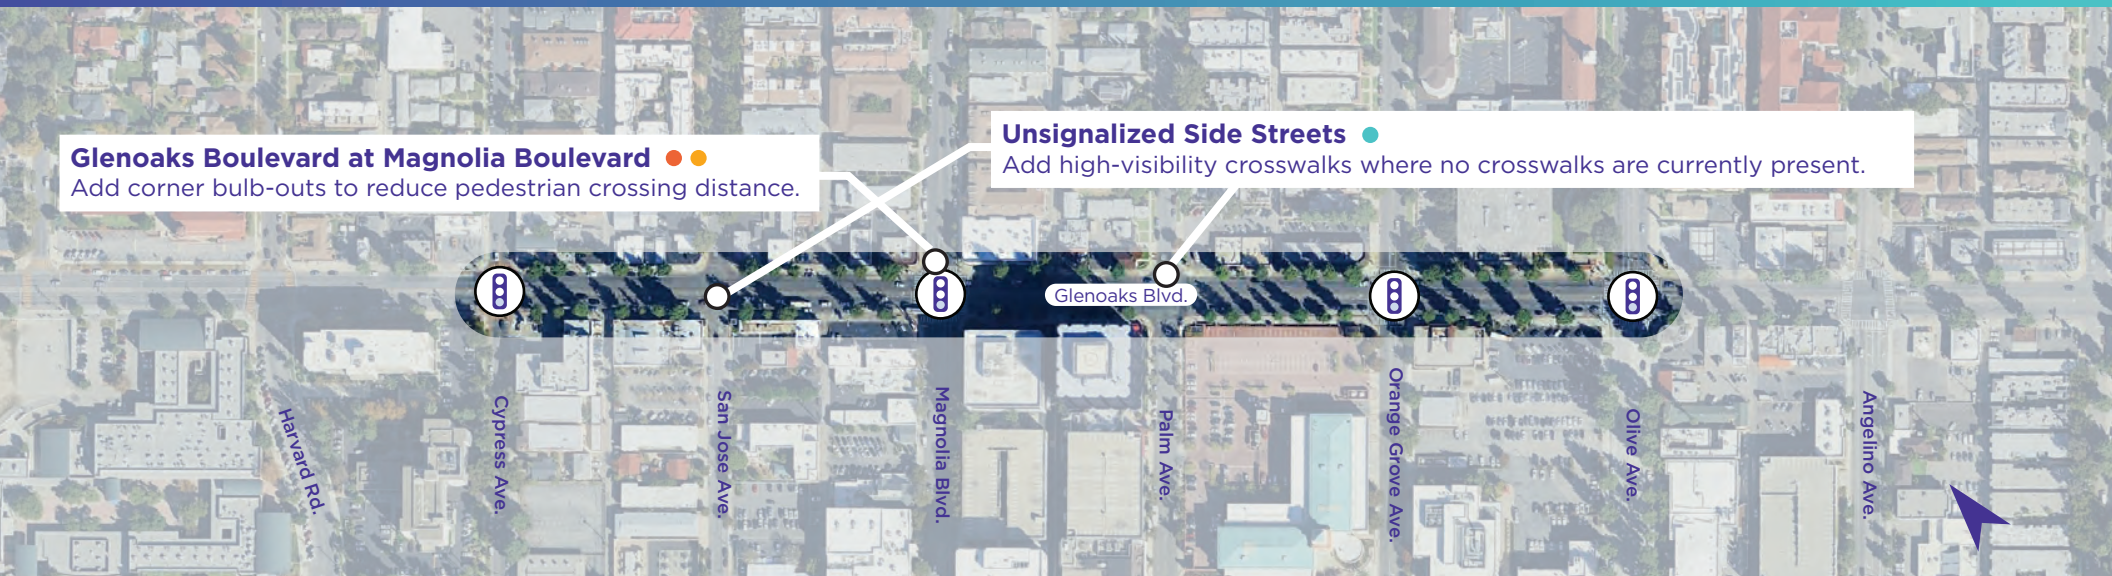 Glenoaks Boulevard at Magnolia Boulevard
Add corner bulb-outs to reduce pedestrian crossing distance.
Unsignalized Side Streets
Add high-visibility crosswalks where no crosswalks are currently present.
Glenoaks Blvd.
Harvard Rd.
Cypress Ave.
San Jose Ave.
Magnolia Blvd.
Palm Ave.
Orange Grove Ave.
Olive Ave.
Angelino Ave.